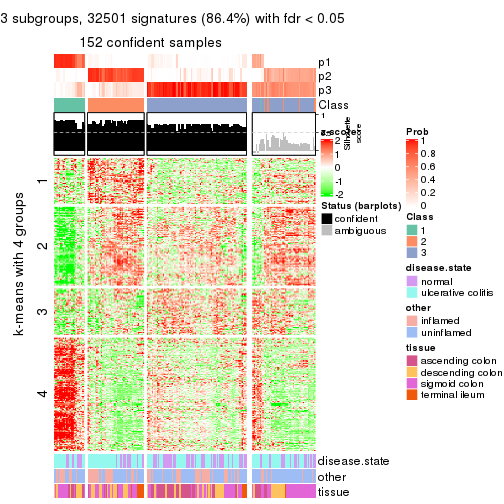 3 subgroups, 32501 signatures (86.4%) with fdr < 0.05
152 confident samples
p1
p2
p3
Class
1
Silhouette
score
z-score
2
1
0
-1
-2
Status (barplots)
confident
ambiguous
Prob
1
0.8
0.6
0.4
0.2
0
Class
1
2
3
disease.state
normal
ulcerative colitis
other
inflamed
uninflamed
tissue
ascending colon
descending colon
sigmoid colon
terminal ileum
k-means with 4 groups
1
2
3
4
disease.state
other
tissue